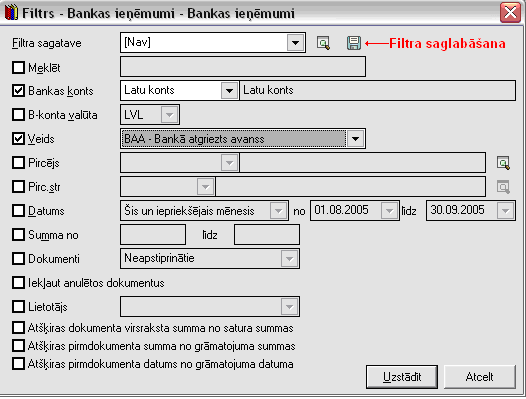 Filtrs - Bankas ieņēmumi - Bankas ieņēmumi
Filtra sagatave [Nav] Filtra saglabāšana
Meklēt
Bankas konts Latu konts Latu konts
B-konta valūta LVL
Veids BAA - Bankā atgriezts avanss
Pircējs
Pirc.str
Datums Šis un iepriekšējais mēnesis no 01.08.2005 līdz 30.09.2005
Summa no līdz
Dokumenti Neapstiprinātie
Iekļaut anulētos dokumentus
Lietotājs
Atšķiras dokumenta virsraksta summa no satura summas
Atšķiras pirmdokumenta summa no grāmatojuma summas
Atšķiras pirmdokumenta datums no grāmatojuma datuma
Uzstādīt Atcelt